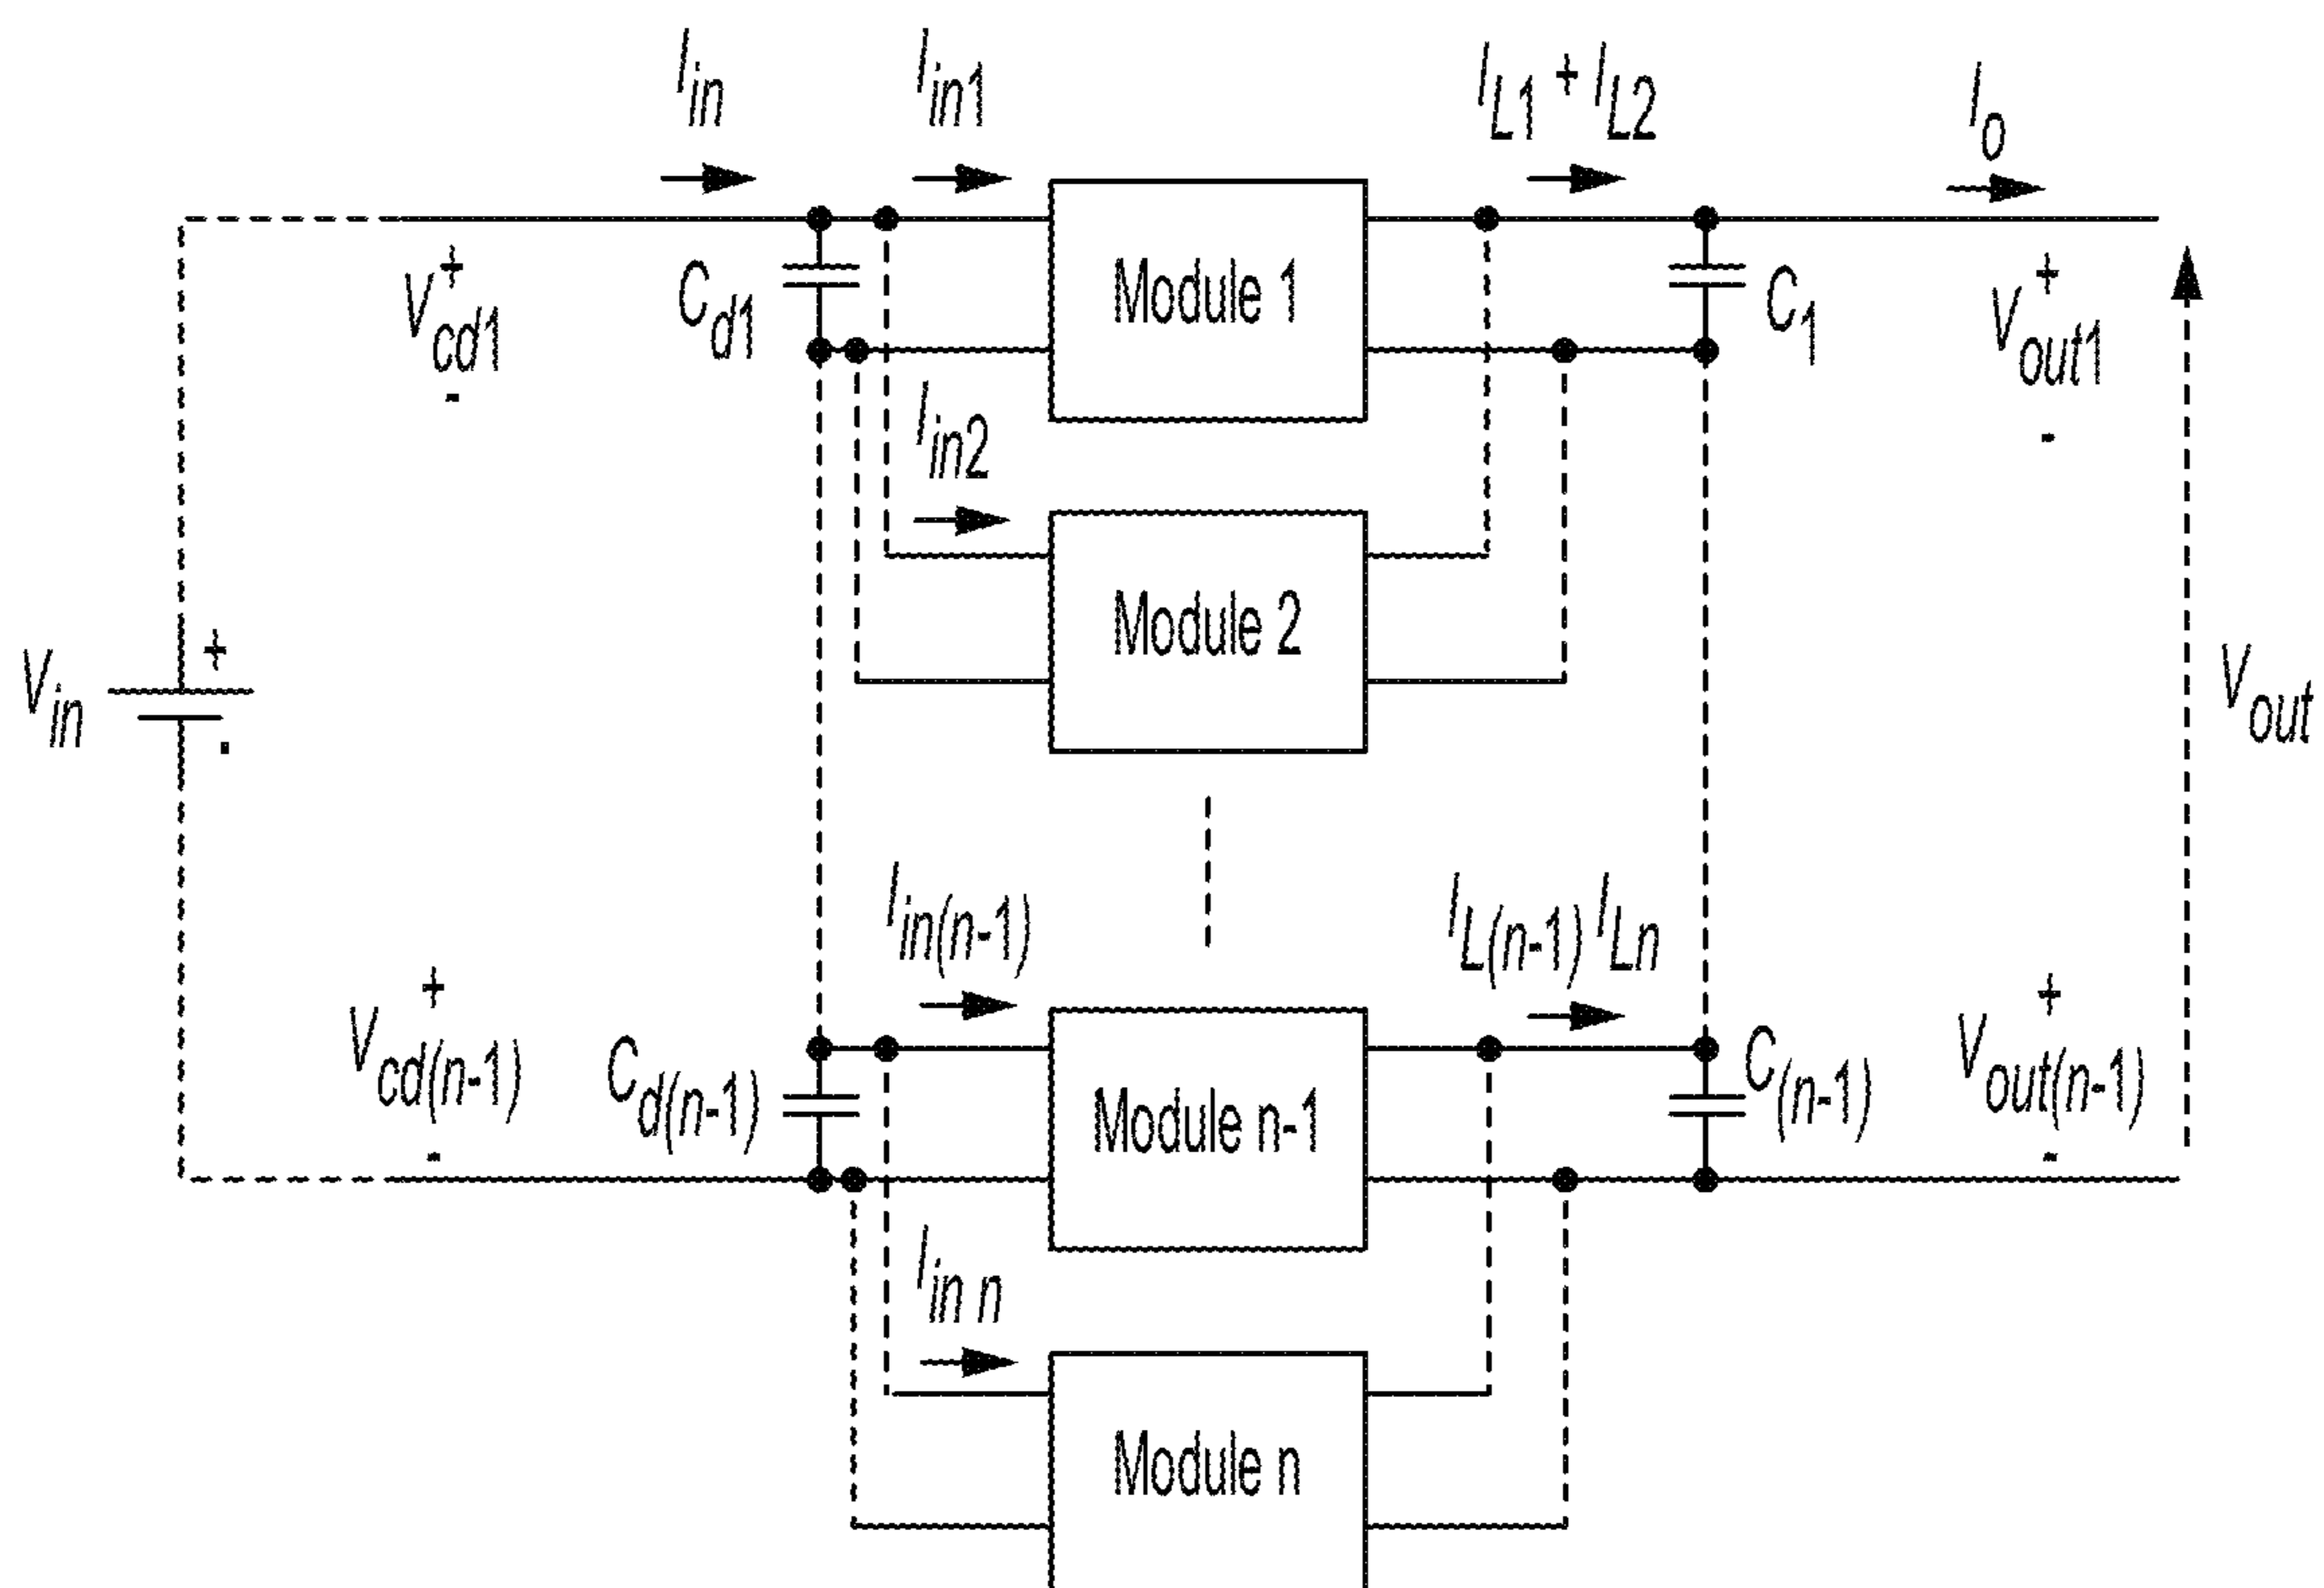 I_in I_in1 I_L1 + I_L2 I_o
+ V_cd1 - C_d1 Module 1 C_1 + V_out1 -
I_in2
Module 2
V_in + - V_out
I_in(n-1) I_L(n-1) I_Ln
+ V_cd(n-1) - C_d(n-1) Module n-1 C_(n-1) + V_out(n-1) -
I_in n
Module n